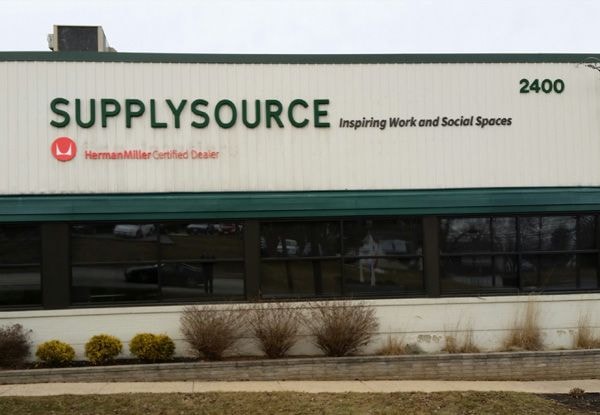 2400
SUPPLYSOURCE Inspiring Work and Social Spaces
HermanMiller Certified Dealer